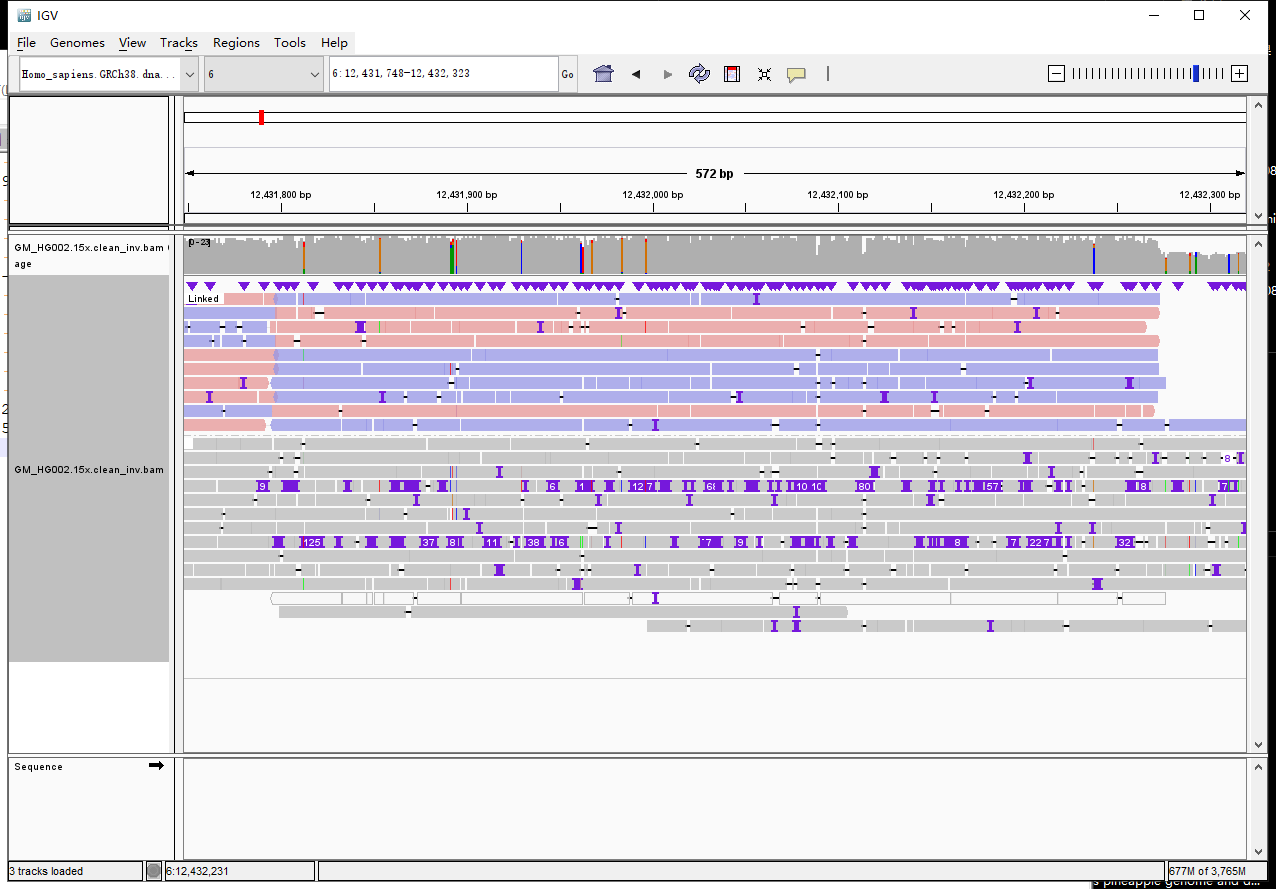 IGV
File Genomes View Tracks Regions Tools Help
Homo_sapiens.GRCh38.dna... 6 6:12,431,748-12,432,323 Go
572 bp
12,431,800 bp 12,431,900 bp 12,432,000 bp 12,432,100 bp 12,432,200 bp 12,432,300 bp
GM_HG002.15x.clean_inv.bam
age
[0-23]
Linked
GM_HG002.15x.clean_inv.bam
8
9 6 1 12 7 10 10 80 57 8 7
125 37 8 11 38 6 7 9 8 7 22 7 32
Sequence
3 tracks loaded 6:12,432,231 677M of 3,765M